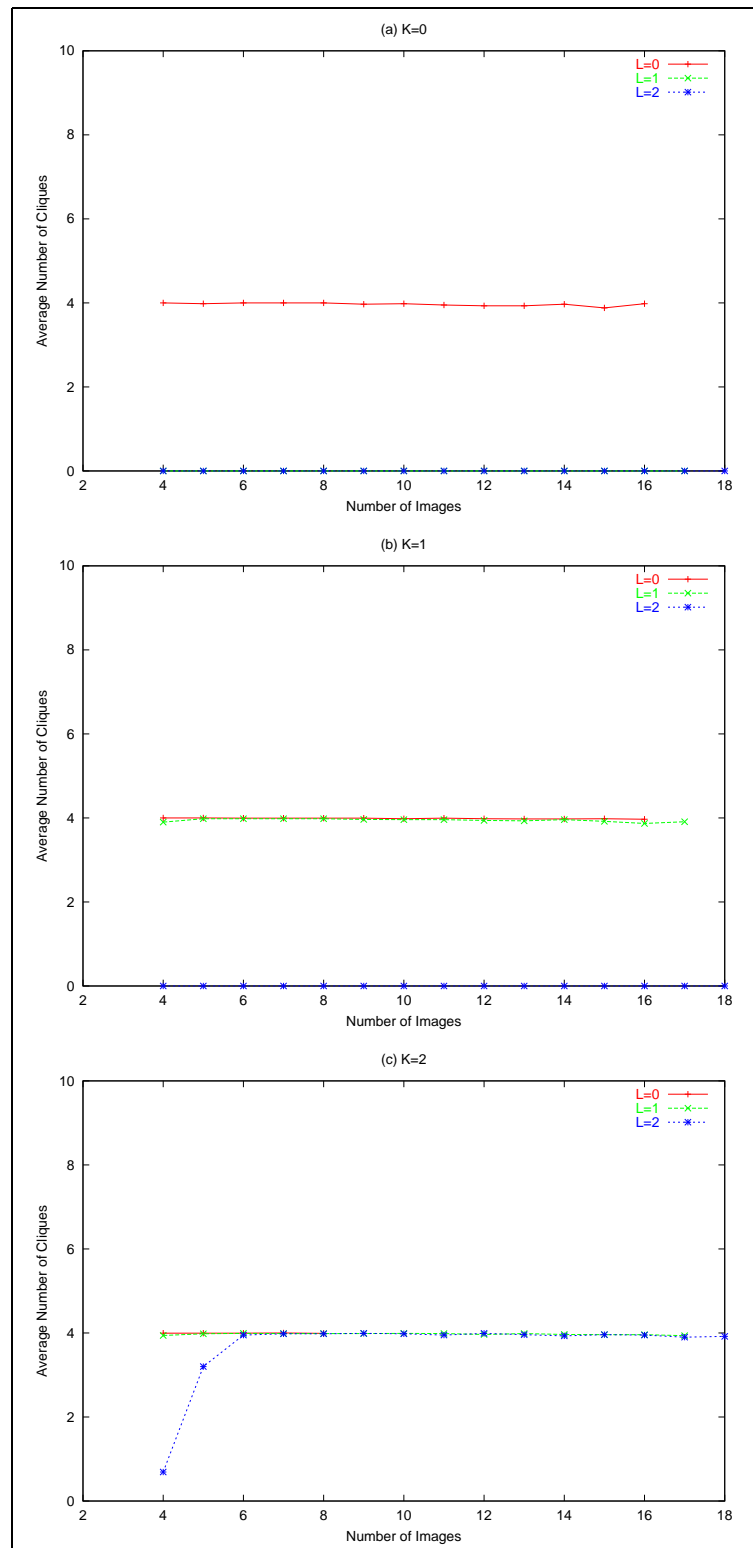 (a) K=0
10
8
6
4
2
0
2 4 6 8 10 12 14 16 18
Average Number of Cliques
Number of Images
L=0
L=1
L=2
(b) K=1
10
8
6
4
2
0
2 4 6 8 10 12 14 16 18
Average Number of Cliques
Number of Images
L=0
L=1
L=2
(c) K=2
10
8
6
4
2
0
2 4 6 8 10 12 14 16 18
Average Number of Cliques
Number of Images
L=0
L=1
L=2